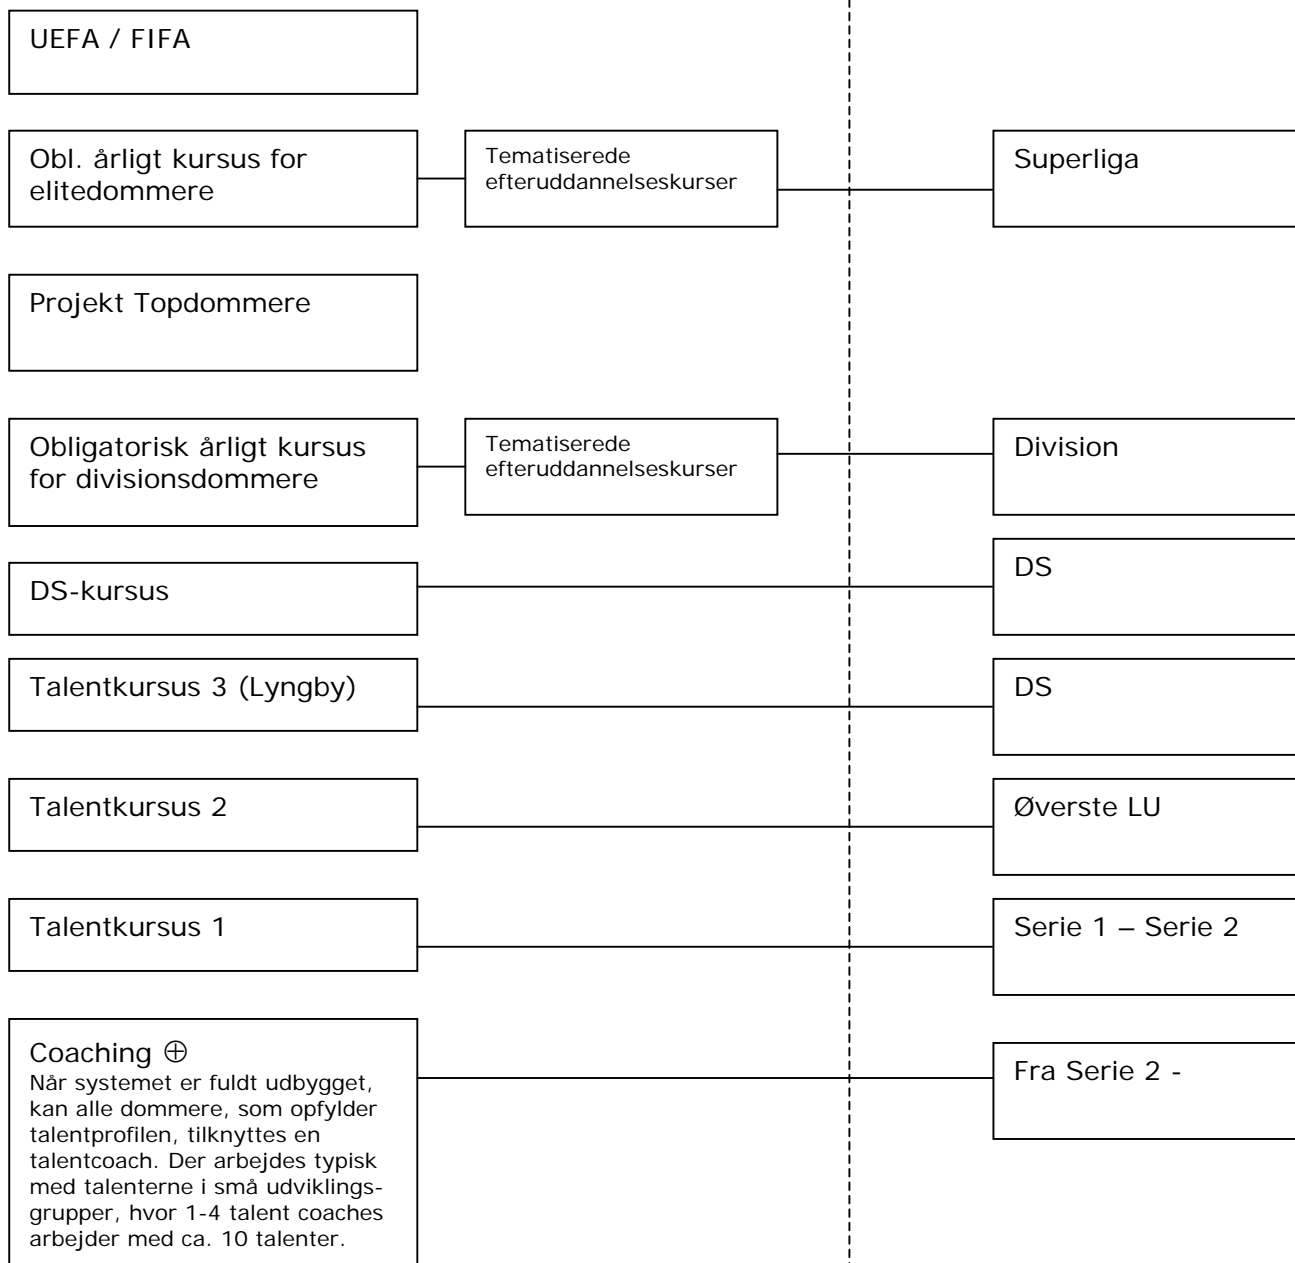 UEFA / FIFA
Obl. årligt kursus for
elitedommere
Tematiserede
efteruddannelseskurser
Superliga
Projekt Topdommere
Obligatorisk årligt kursus
for divisionsdommere
Tematiserede
efteruddannelseskurser
Division
DS-kursus
DS
Talentkursus 3 (Lyngby)
DS
Talentkursus 2
Øverste LU
Talentkursus 1
Serie 1 – Serie 2
Coaching ⊕
Når systemet er fuldt udbygget,
kan alle dommere, som opfylder
talentprofilen, tilknyttes en
talentcoach. Der arbejdes typisk
med talenterne i små udviklings-
grupper, hvor 1-4 talent coaches
arbejder med ca. 10 talenter.
Fra Serie 2 -